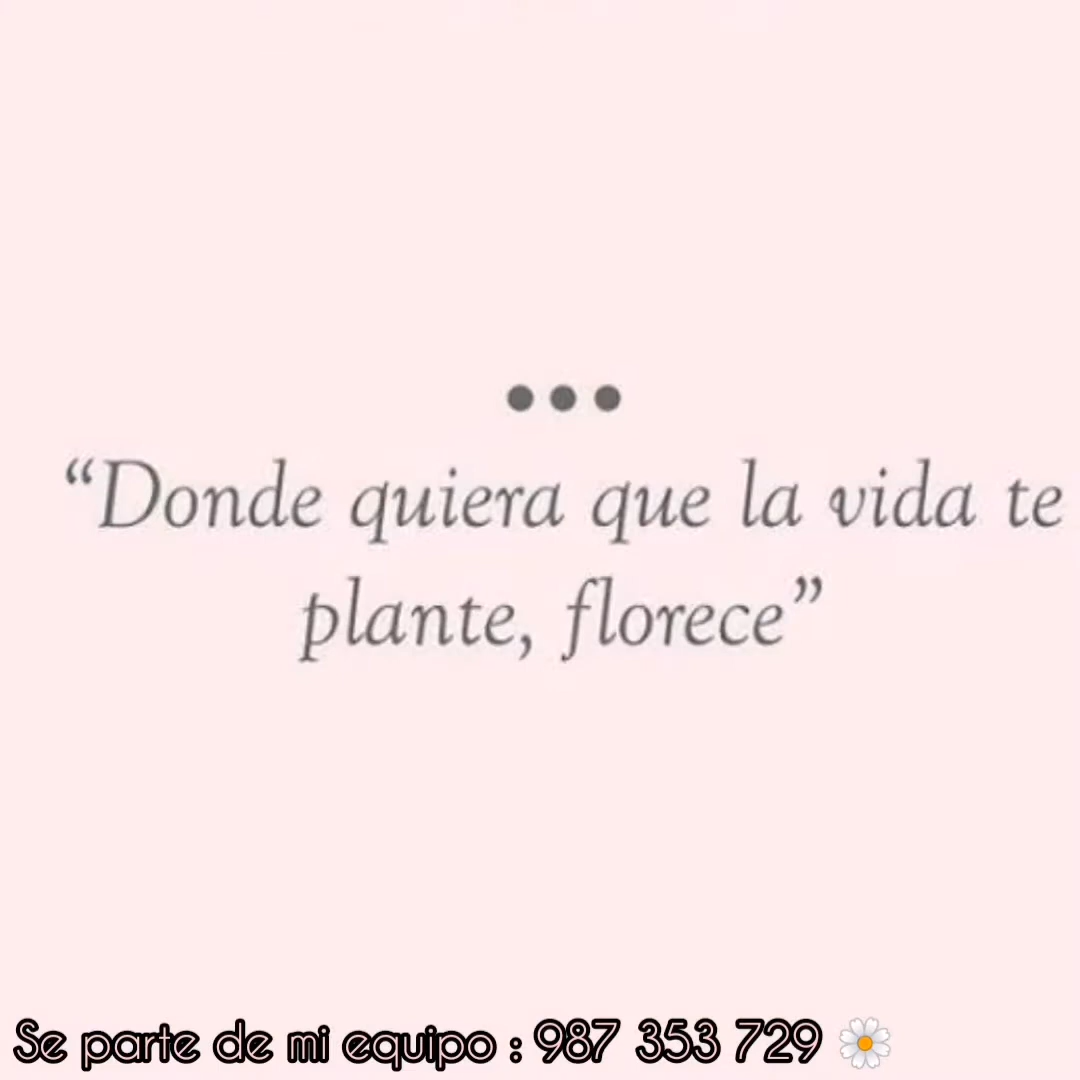 “Donde quiera que la vida te
plante, florece”
Se parte de mi equipo : 987 353 729